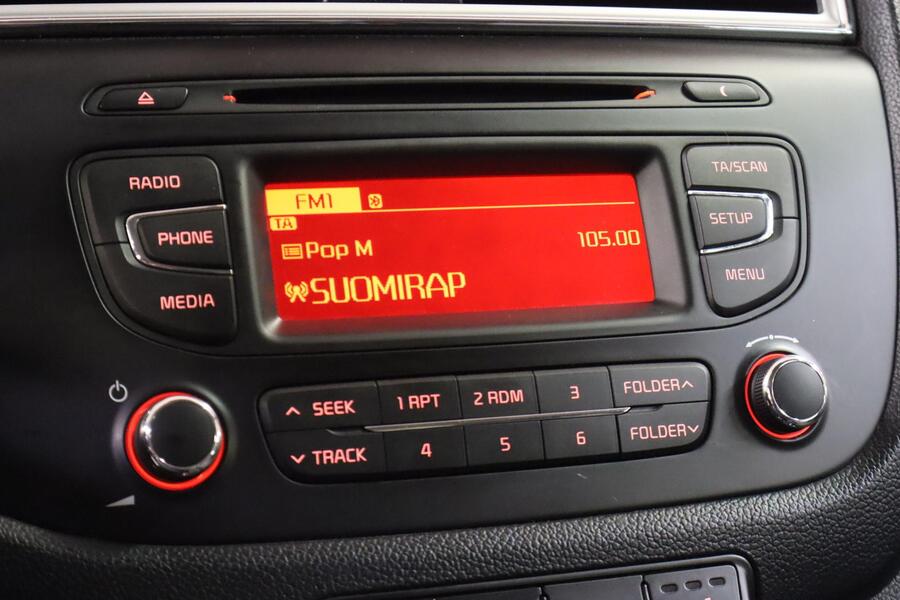 RADIO
PHONE
MEDIA
FM1
TA
Pop M 105.00
SUOMIRAP
TA/SCAN
SETUP
MENU
SEEK 1 RPT 2 RDM 3 FOLDER
TRACK 4 5 6 FOLDER
0